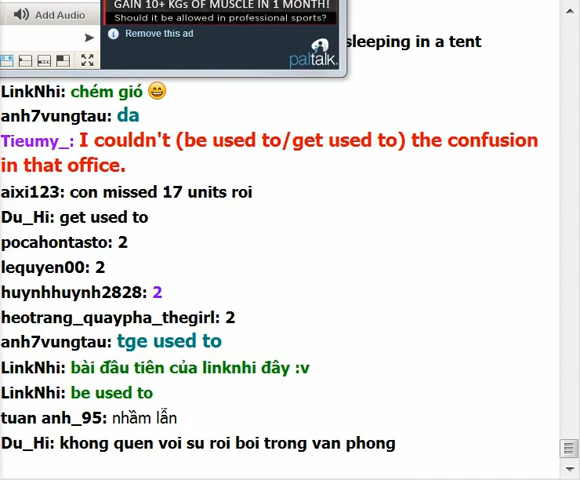 GAIN 10+ KGs OF MUSCLE IN 1 MONTH!
Add Audio
Should it be allowed in professional sports?
Remove this ad
sleeping in a tent
paltalk
LinkNhi: chém gió 😄
anh7vungtau: da
Tieumy_: I couldn't (be used to/get used to) the confusion
in that office.
aixi123: con missed 17 units roi
Du_Hi: get used to
pocahontasto: 2
lequyen00: 2
huynhhuynh2828: 2
heotrang_quaypha_thegirl: 2
anh7vungtau: tge used to
LinkNhi: bài đầu tiên của linknhi đây :v
LinkNhi: be used to
tuan anh_95: nhầm lẫn
Du_Hi: khong quen voi su roi boi trong van phong